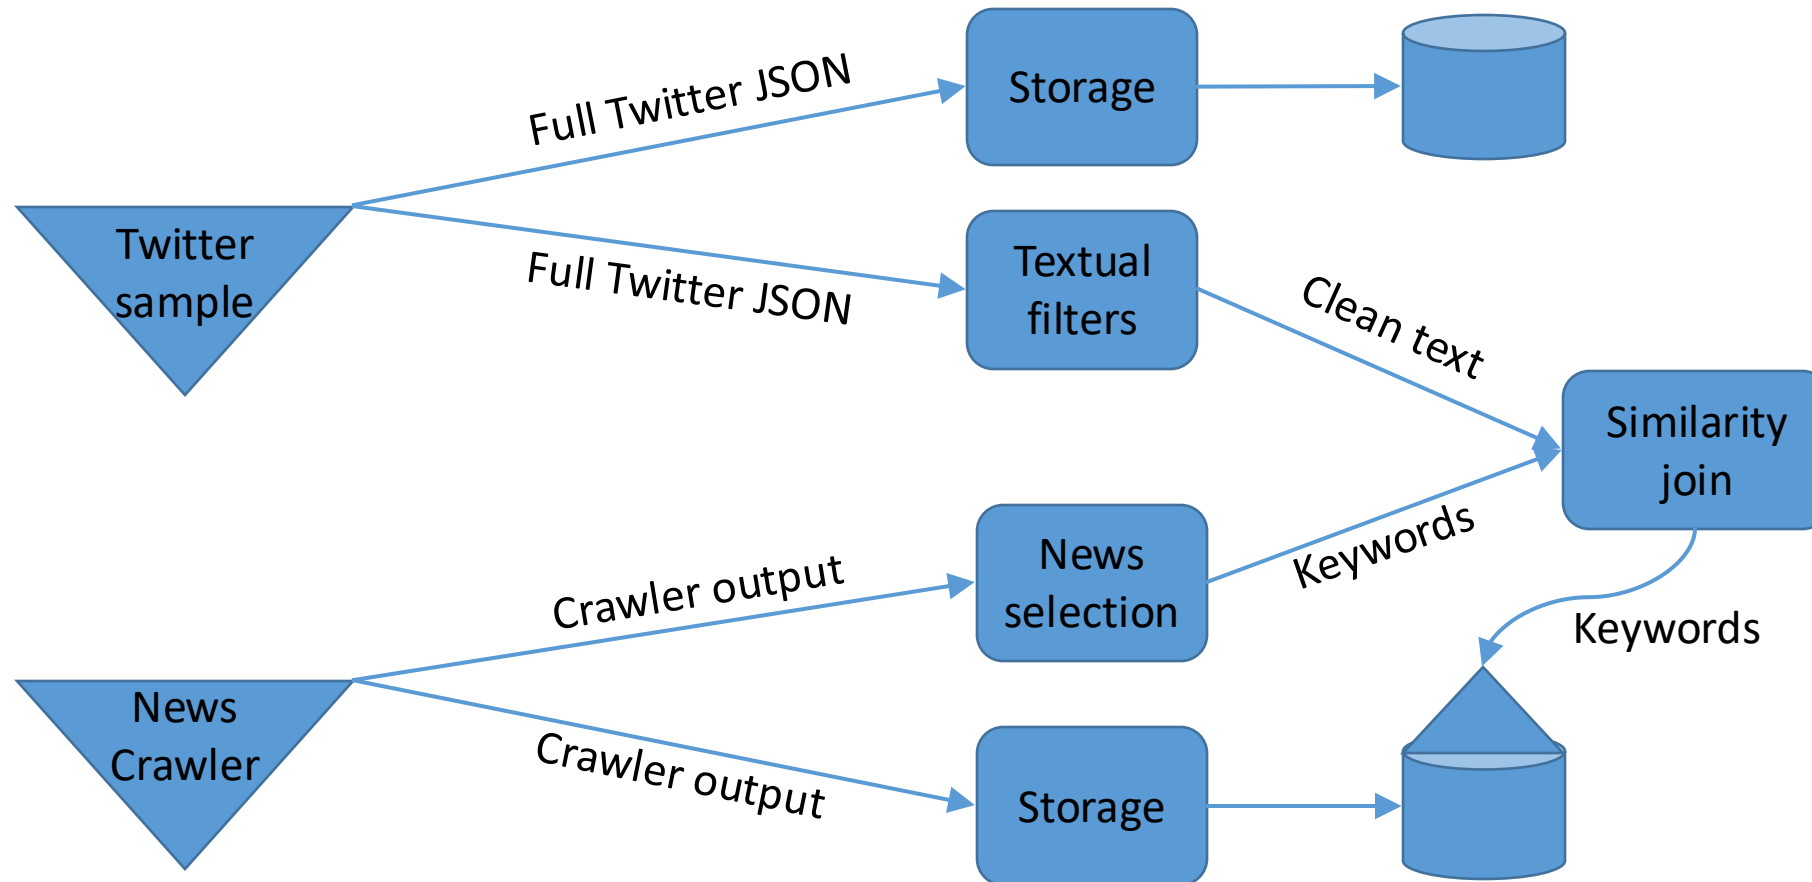 Full Twitter JSON
Storage
Twitter
sample
Full Twitter JSON
Textual
filters
Clean text
Similarity
join
Crawler output
News
selection
Keywords
Keywords
News
Crawler
Crawler output
Storage